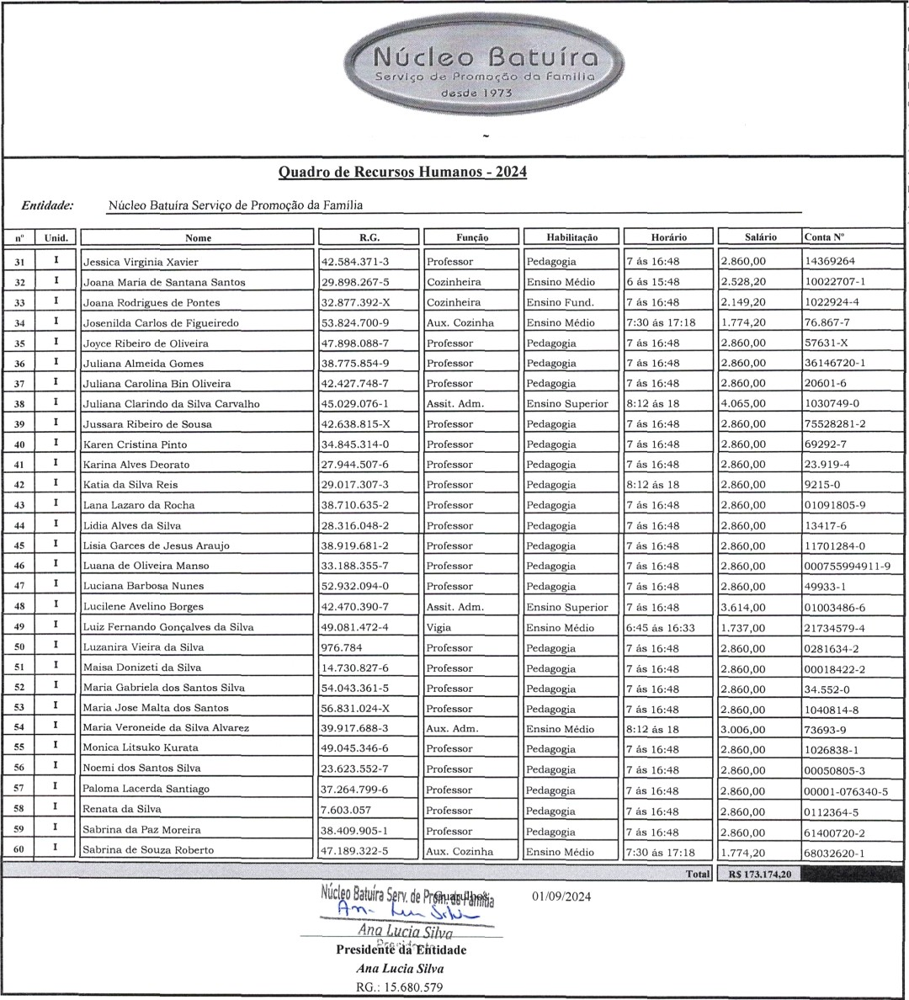 Núcleo Batuíra
Serviço de Promoção da Família
desde 1973
~
Quadro de Recursos Humanos - 2024
Entidade: Núcleo Batuíra Serviço de Promoção da Família
nº Unid. Nome R.G. Função Habilitação Horário Salário Conta Nº
31 I Jessica Virginia Xavier 42.584.371-3 Professor Pedagogia 7 ás 16:48 2.860,00 14369264
32 I Joana Maria de Santana Santos 29.898.267-5 Cozinheira Ensino Médio 6 ás 15:48 2.528,20 10022707-1
33 I Joana Rodrigues de Pontes 32.877.392-X Cozinheira Ensino Fund. 7 ás 16:48 2.149,20 1022924-4
34 I Josenilda Carlos de Figueiredo 53.824.700-9 Aux. Cozinha Ensino Médio 7:30 ás 17:18 1.774,20 76.867-7
35 I Joyce Ribeiro de Oliveira 47.898.088-7 Professor Pedagogia 7 ás 16:48 2.860,00 57631-X
36 I Juliana Almeida Gomes 38.775.854-9 Professor Pedagogia 7 ás 16:48 2.860,00 36146720-1
37 I Juliana Carolina Bin Oliveira 42.427.748-7 Professor Pedagogia 7 ás 16:48 2.860,00 20601-6
38 I Juliana Clarindo da Silva Carvalho 45.029.076-1 Assit. Adm. Ensino Superior 8:12 ás 18 4.065,00 1030749-0
39 I Jussara Ribeiro de Sousa 42.638.815-X Professor Pedagogia 7 ás 16:48 2.860,00 75528281-2
40 I Karen Cristina Pinto 34.845.314-0 Professor Pedagogia 7 ás 16:48 2.860,00 69292-7
41 I Karina Alves Deorato 27.944.507-6 Professor Pedagogia 7 ás 16:48 2.860,00 23.919-4
42 I Katia da Silva Reis 29.017.307-3 Professor Pedagogia 8:12 ás 18 2.860,00 9215-0
43 I Lana Lazaro da Rocha 38.710.635-2 Professor Pedagogia 7 ás 16:48 2.860,00 01091805-9
44 I Lidia Alves da Silva 28.316.048-2 Professor Pedagogia 7 ás 16:48 2.860,00 13417-6
45 I Lisia Garces de Jesus Araujo 38.919.681-2 Professor Pedagogia 7 ás 16:48 2.860,00 11701284-0
46 I Luana de Oliveira Manso 33.188.355-7 Professor Pedagogia 7 ás 16:48 2.860,00 000755994911-9
47 I Luciana Barbosa Nunes 52.932.094-0 Professor Pedagogia 7 ás 16:48 2.860,00 49933-1
48 I Lucilene Avelino Borges 42.470.390-7 Assit. Adm. Ensino Superior 7 ás 16:48 3.614,00 01003486-6
49 I Luiz Fernando Gonçalves da Silva 49.081.472-4 Vigia Ensino Médio 6:45 ás 16:33 1.737,00 21734579-4
50 I Luzanira Vieira da Silva 976.784 Professor Pedagogia 7 ás 16:48 2.860,00 0281634-2
51 I Maisa Donizeti da Silva 14.730.827-6 Professor Pedagogia 7 ás 16:48 2.860,00 00018422-2
52 I Maria Gabriela dos Santos Silva 54.043.361-5 Professor Pedagogia 7 ás 16:48 2.860,00 34.552-0
53 I Maria Jose Malta dos Santos 56.831.024-X Professor Pedagogia 7 ás 16:48 2.860,00 1040814-8
54 I Maria Veroneide da Silva Alvarez 39.917.688-3 Aux. Adm. Ensino Médio 8:12 ás 18 3.006,00 73693-9
55 I Monica Litsuko Kurata 49.045.346-6 Professor Pedagogia 7 ás 16:48 2.860,00 1026838-1
56 I Noemi dos Santos Silva 23.623.552-7 Professor Pedagogia 7 ás 16:48 2.860,00 00050805-3
57 I Paloma Lacerda Santiago 37.264.799-6 Professor Pedagogia 7 ás 16:48 2.860,00 00001-076340-5
58 I Renata da Silva 7.603.057 Professor Pedagogia 7 ás 16:48 2.860,00 0112364-5
59 I Sabrina da Paz Moreira 38.409.905-1 Professor Pedagogia 7 ás 16:48 2.860,00 61400720-2
60 I Sabrina de Souza Roberto 47.189.322-5 Aux. Cozinha Ensino Médio 7:30 ás 17:18 1.774,20 68032620-1
Total R$ 173.174,20
Núcleo Batuíra Serv. de Prom. da Família
Guarulhos, 01/09/2024
Ana Lucia Silva
Ana Lucia Silva
Presidente
Presidente da Entidade
Ana Lucia Silva
RG.: 15.680.579